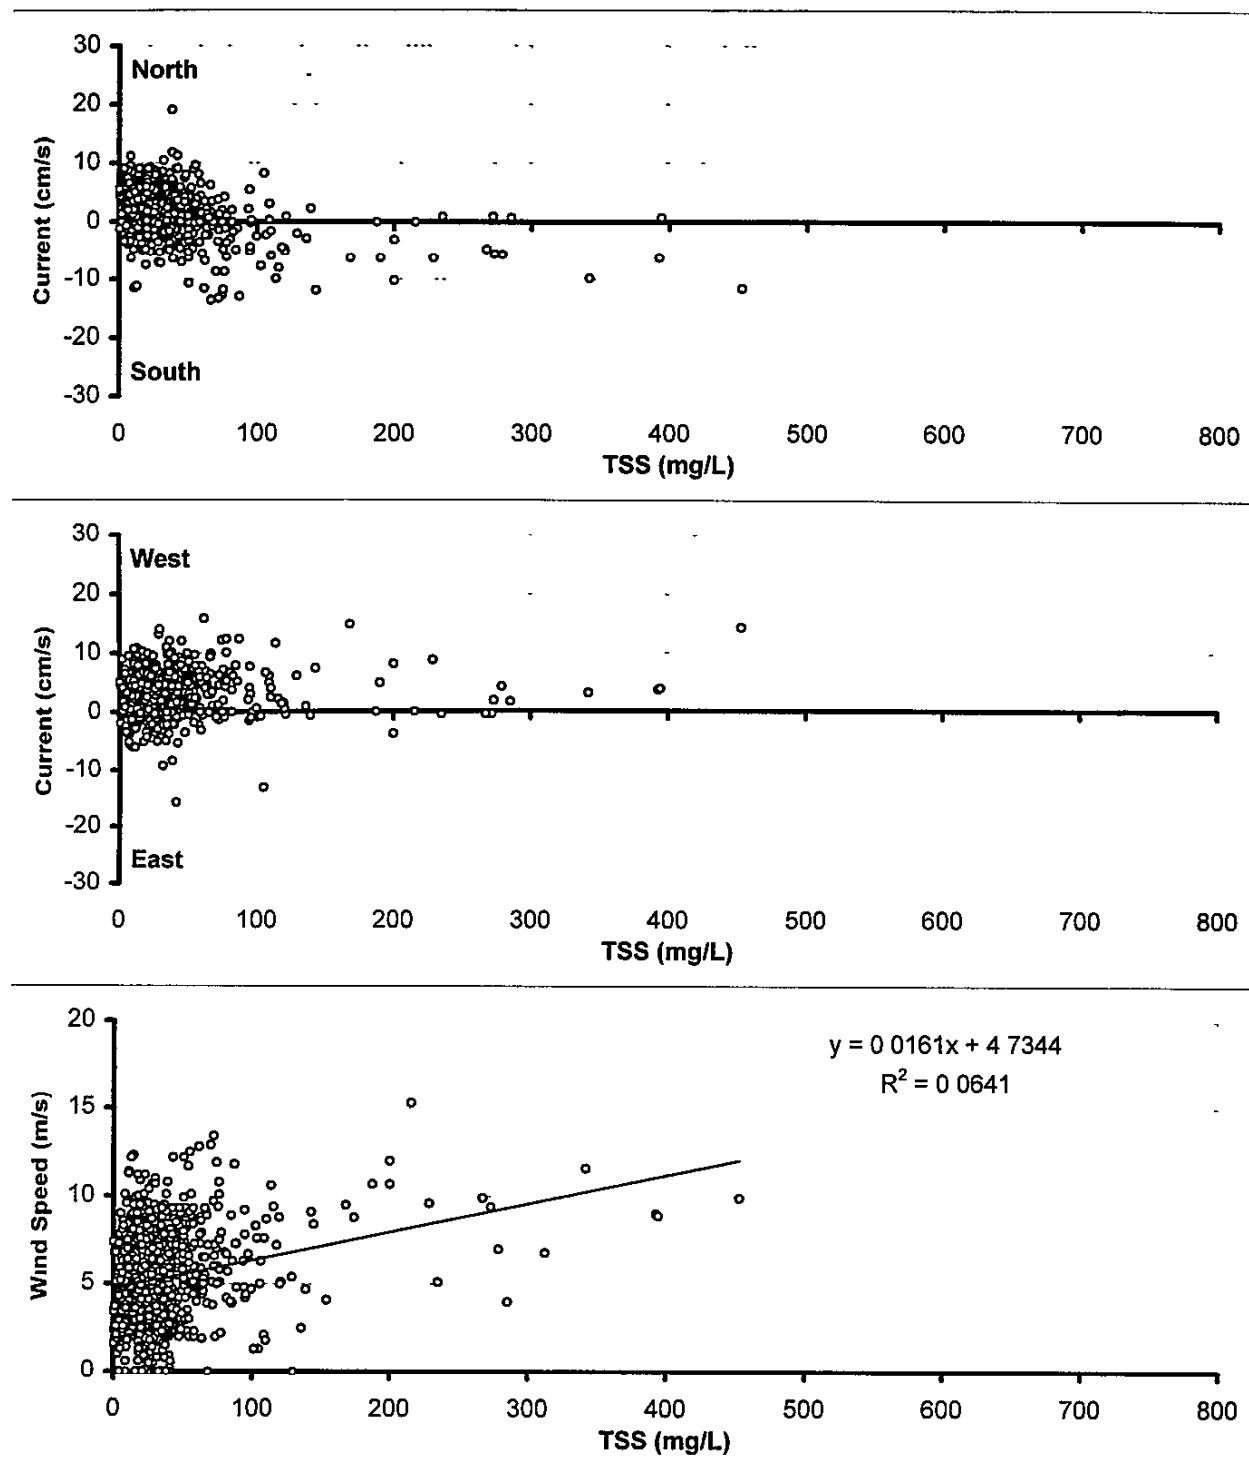 30
North
20
10
0
-10
-20
South
-30
Current (cm/s)
0 100 200 300 400 500 600 700 800
TSS (mg/L)
30
West
20
10
0
-10
-20
East
-30
Current (cm/s)
0 100 200 300 400 500 600 700 800
TSS (mg/L)
20
y = 0 0161x + 4 7344
R² = 0 0641
15
10
5
0
Wind Speed (m/s)
0 100 200 300 400 500 600 700 800
TSS (mg/L)